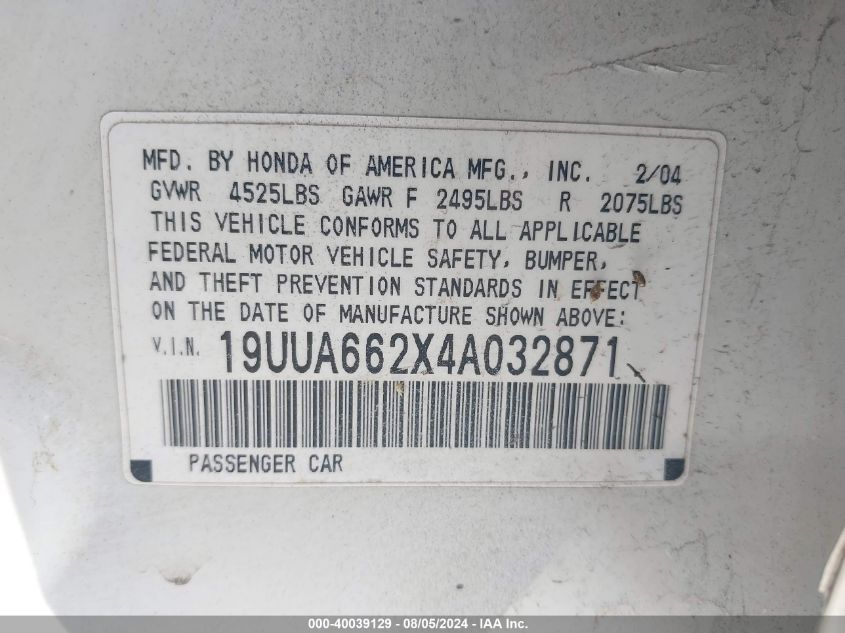 MFD. BY HONDA OF AMERICA MFG., INC. 2/04
GVWR 4525LBS GAWR F 2495LBS R 2075LBS
THIS VEHICLE CONFORMS TO ALL APPLICABLE
FEDERAL MOTOR VEHICLE SAFETY, BUMPER,
AND THEFT PREVENTION STANDARDS IN EFFECT
ON THE DATE OF MANUFACTURE SHOWN ABOVE:
V.I.N. 19UUA662X4A032871
PASSENGER CAR
000-40039129 - 08/05/2024 - IAA Inc.